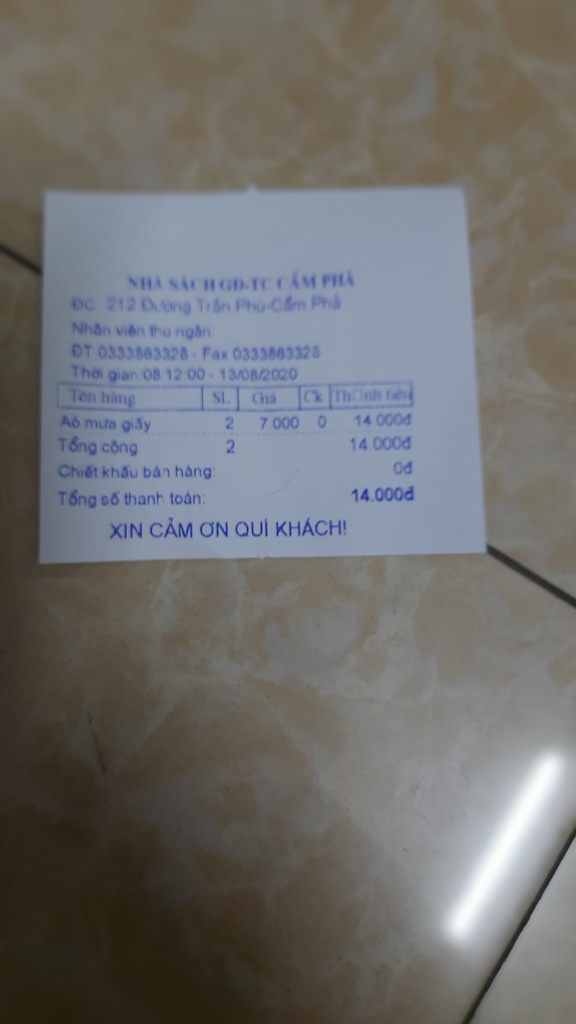 NHÀ SÁCH GD-TC CẨM PHẢ
ĐC 212 Đường Trần Phú-Cẩm Phả
Nhân viên thu ngân:
ĐT 0333863328 - Fax 0333863328
Thời gian 08:12:00 - 13/08/2020
Tên hàng SL Giá Ck Th nh tiền
Aó mưa giấy 2 7.000 0 14.000đ
Tổng cộng: 2 14.000đ
Chiết khấu bán hàng: 0đ
Tổng số thanh toán: 14.000đ
XIN CẢM ƠN QUÍ KHÁCH!